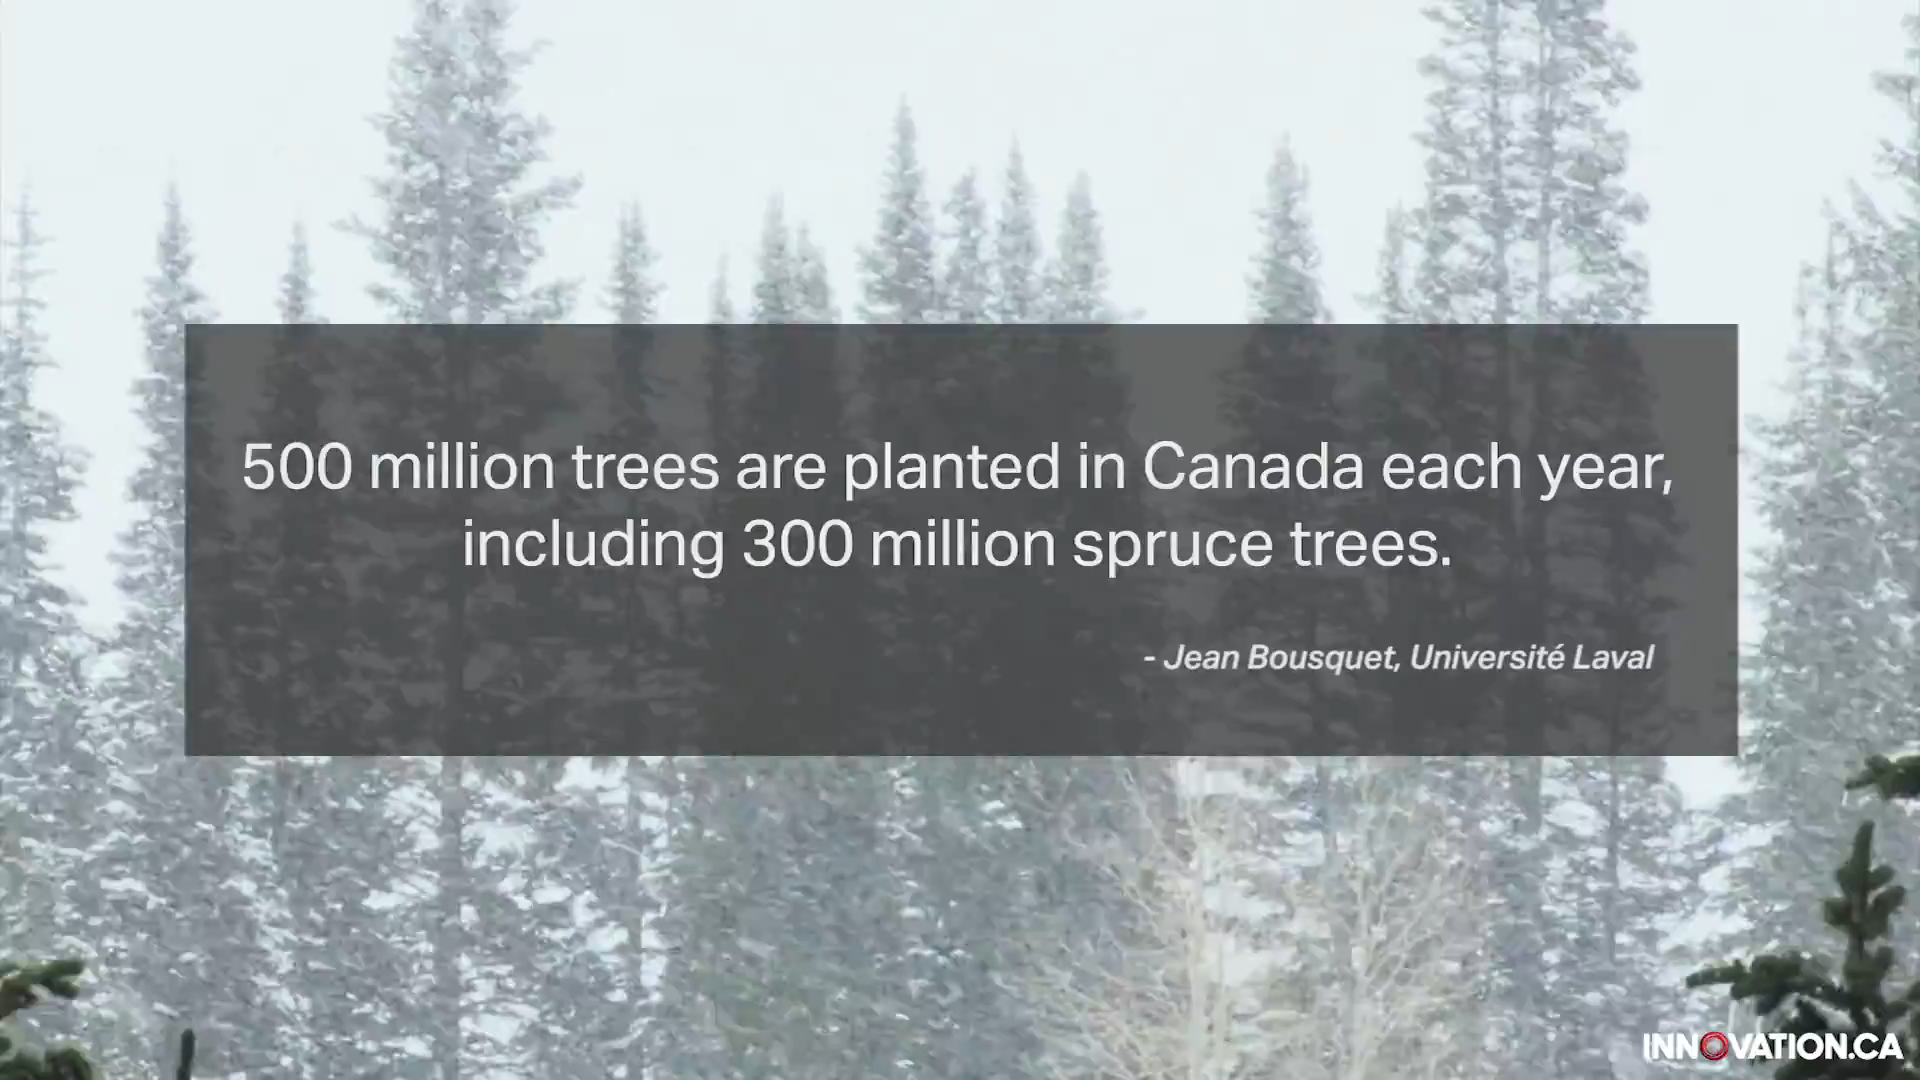 500 million trees are planted in Canada each year,
including 300 million spruce trees.
- Jean Bousquet, Université Laval
INNOVATION.CA